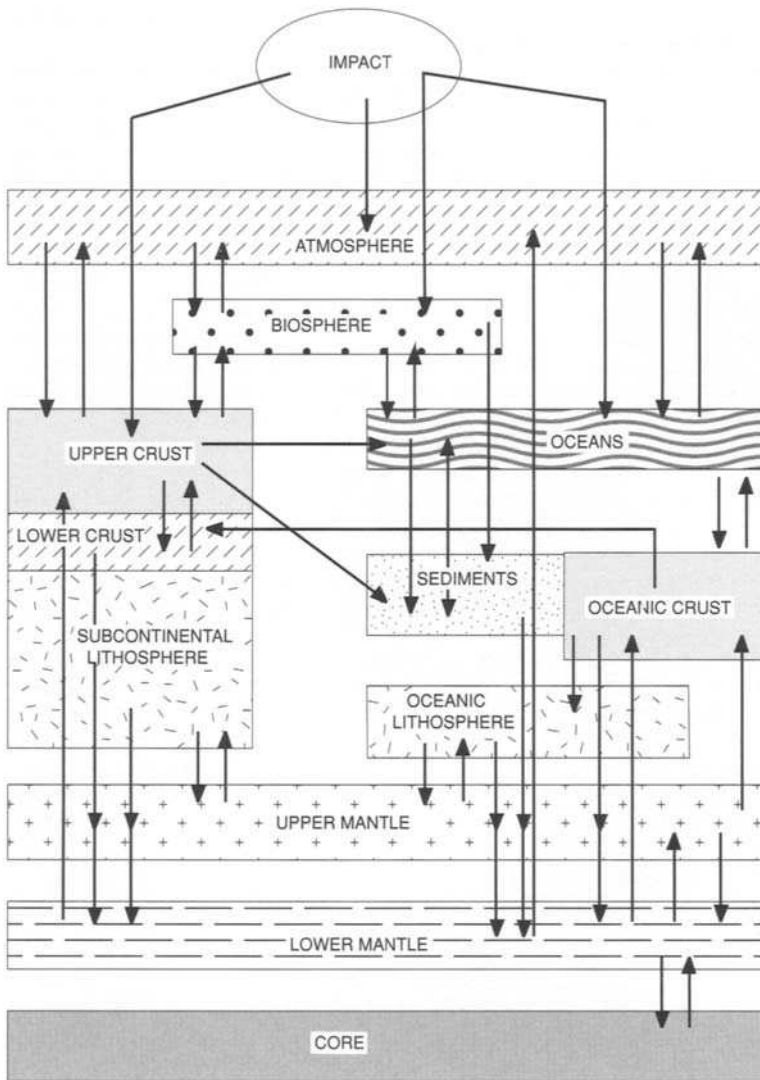 IMPACT
ATMOSPHERE
BIOSPHERE
UPPER CRUST
OCEANS
LOWER CRUST
SEDIMENTS
OCEANIC CRUST
SUBCONTINENTAL
LITHOSPHERE
OCEANIC
LITHOSPHERE
UPPER MANTLE
LOWER MANTLE
CORE